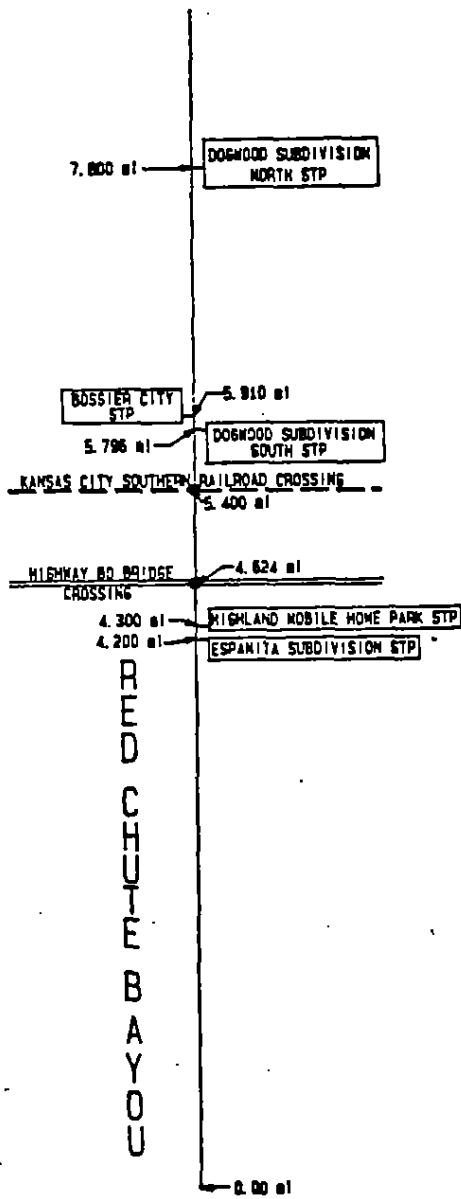 DOGWOOD SUBDIVISION
NORTH STP
7.800 mi
BOSSIER CITY
STP
5.910 mi
5.796 mi
DOGWOOD SUBDIVISION
SOUTH STP
KANSAS CITY SOUTHERN RAILROAD CROSSING
5.400 mi
4.624 mi
HIGHWAY 80 BRIDGE
CROSSING
4.300 mi
HIGHLAND MOBILE HOME PARK STP
4.200 mi
ESPANITA SUBDIVISION STP
RED CHUTE BAYOU
0.00 mi